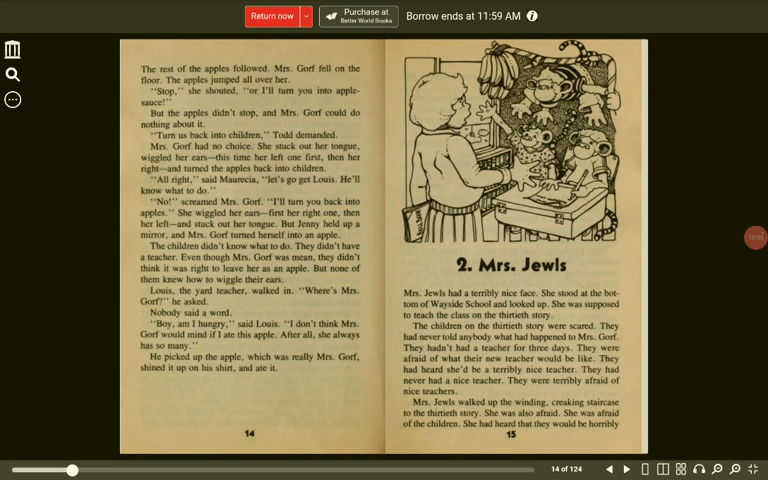 Return now
Purchase at
Better World Books
Borrow ends at 11:59 AM
The rest of the apples followed. Mrs. Gorf fell on the
floor. The apples jumped all over her.
"Stop," she shouted, "or I'll turn you into apple-
sauce!"
But the apples didn't stop, and Mrs. Gorf could do
nothing about it.
"Turn us back into children," Todd demanded.
Mrs. Gorf had no choice. She stuck out her tongue,
wiggled her ears—this time her left one first, then her
right—and turned the apples back into children.
"All right," said Maurecia, "let's go get Louis. He'll
know what to do."
"No!" screamed Mrs. Gorf. "I'll turn you back into
apples." She wiggled her ears—first her right one, then
her left—and stuck out her tongue. But Jenny held up a
mirror, and Mrs. Gorf turned herself into an apple.
The children didn't know what to do. They didn't have
a teacher. Even though Mrs. Gorf was mean, they didn't
think it was right to leave her as an apple. But none of
them knew how to wiggle their ears.
Louis, the yard teacher, walked in. "Where's Mrs.
Gorf?" he asked.
Nobody said a word.
"Boy, am I hungry," said Louis. "I don't think Mrs.
Gorf would mind if I ate this apple. After all, she always
has so many."
He picked up the apple, which was really Mrs. Gorf,
shined it up on his shirt, and ate it.
14
2. Mrs. Jewls
Mrs. Jewls had a terribly nice face. She stood at the bot-
tom of Wayside School and looked up. She was supposed
to teach the class on the thirtieth story.
The children on the thirtieth story were scared. They
had never told anybody what had happened to Mrs. Gorf.
They hadn't had a teacher for three days. They were
afraid of what their new teacher would be like. They
had heard she'd be a terribly nice teacher. They had
never had a nice teacher. They were terribly afraid of
nice teachers.
Mrs. Jewls walked up the winding, creaking staircase
to the thirtieth story. She was also afraid. She was afraid
of the children. She had heard that they would be horribly
15
14 of 124